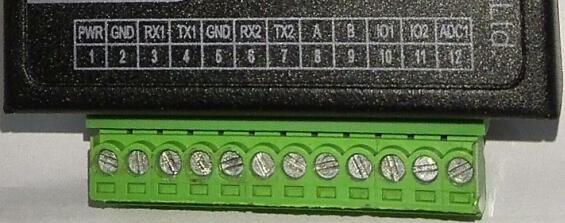 PWR GND RX1 TX1 GND RX2 TX2 A B IO1 IO2 ADC1
1 2 3 4 5 6 7 8 9 10 11 12
Ltd